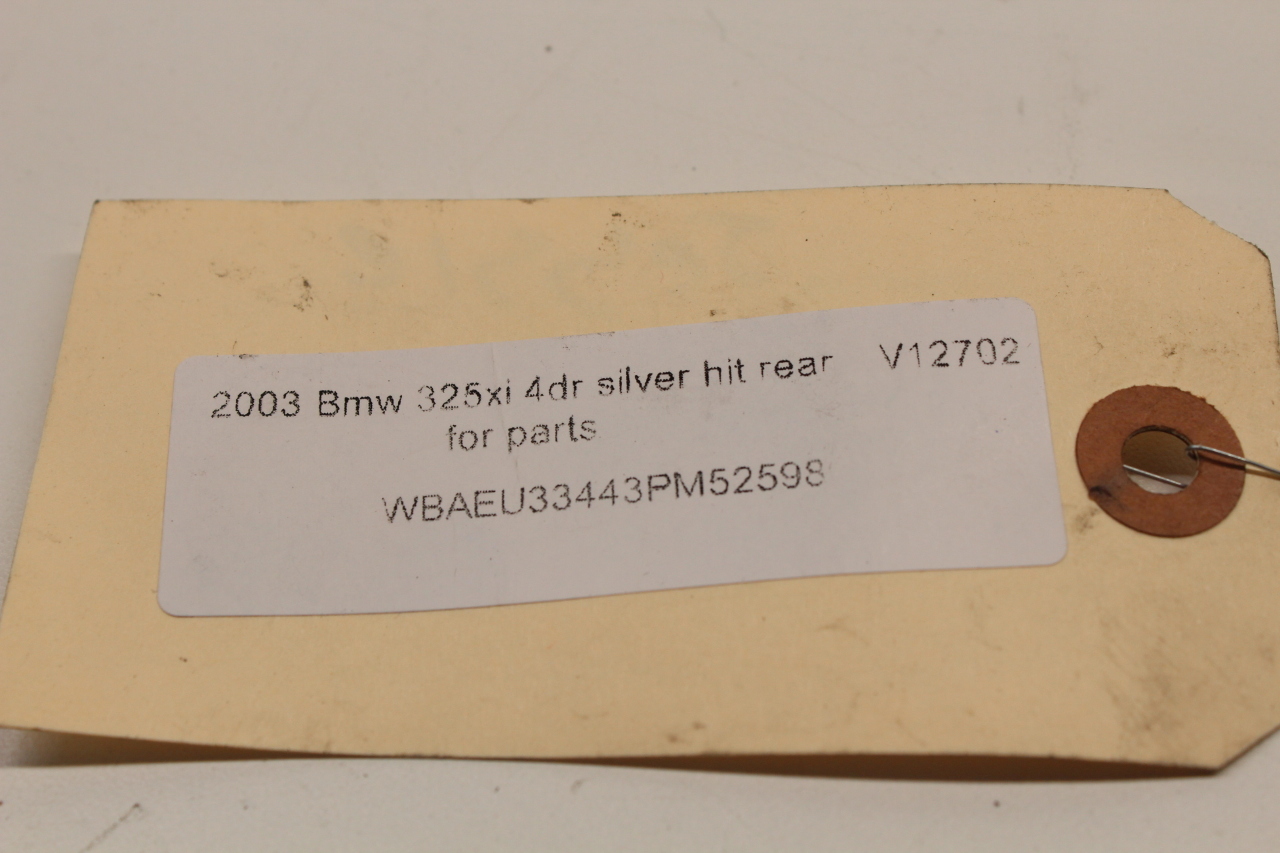 2003 Bmw 325xi 4dr silver hit rear V12702
for parts
WBAEU33443PM52598